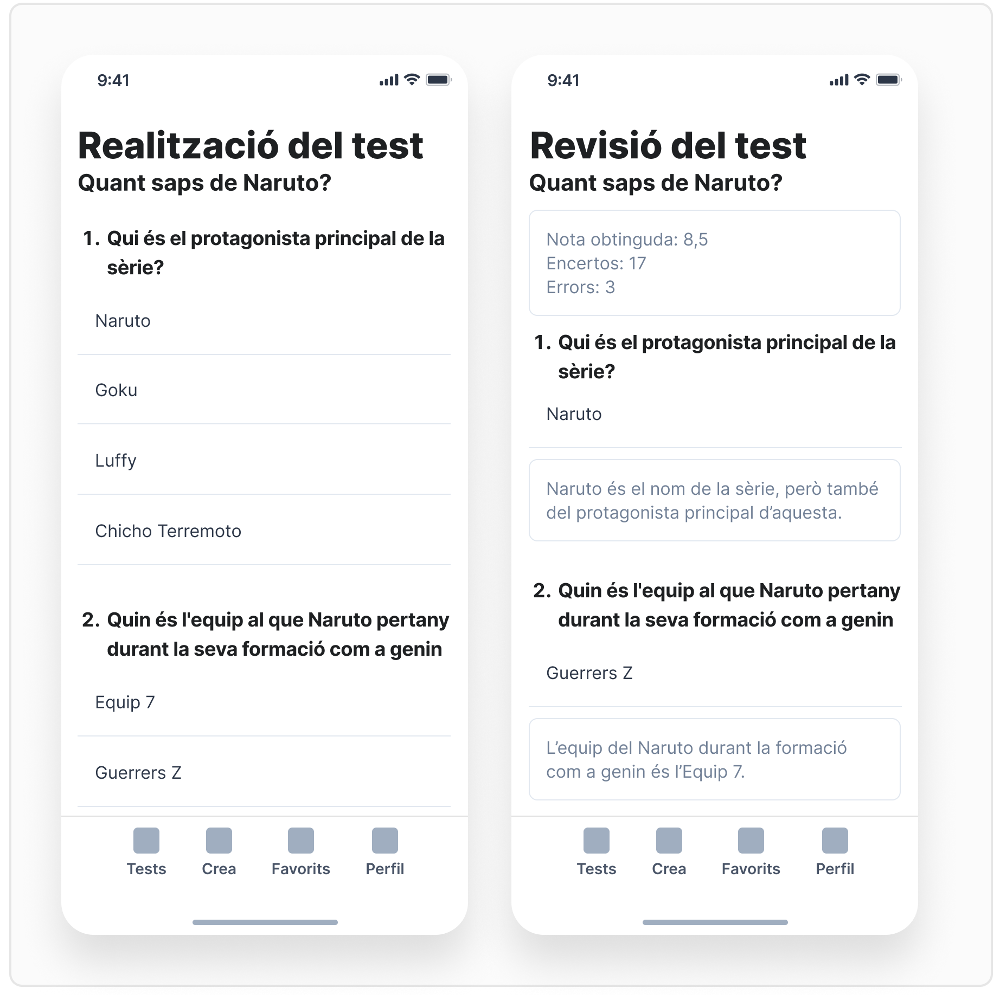 9:41
Realització del test
Quant saps de Naruto?
1. Qui és el protagonista principal de la
sèrie?
Naruto
Goku
Luffy
Chicho Terremoto
2. Quin és l'equip al que Naruto pertany
durant la seva formació com a genin
Equip 7
Guerrers Z
Tests Crea Favorits Perfil
9:41
Revisió del test
Quant saps de Naruto?
Nota obtinguda: 8,5
Encertos: 17
Errors: 3
1. Qui és el protagonista principal de la
sèrie?
Naruto
Naruto és el nom de la sèrie, però també
del protagonista principal d’aquesta.
2. Quin és l'equip al que Naruto pertany
durant la seva formació com a genin
Guerrers Z
L’equip del Naruto durant la formació
com a genin és l’Equip 7.
Tests Crea Favorits Perfil